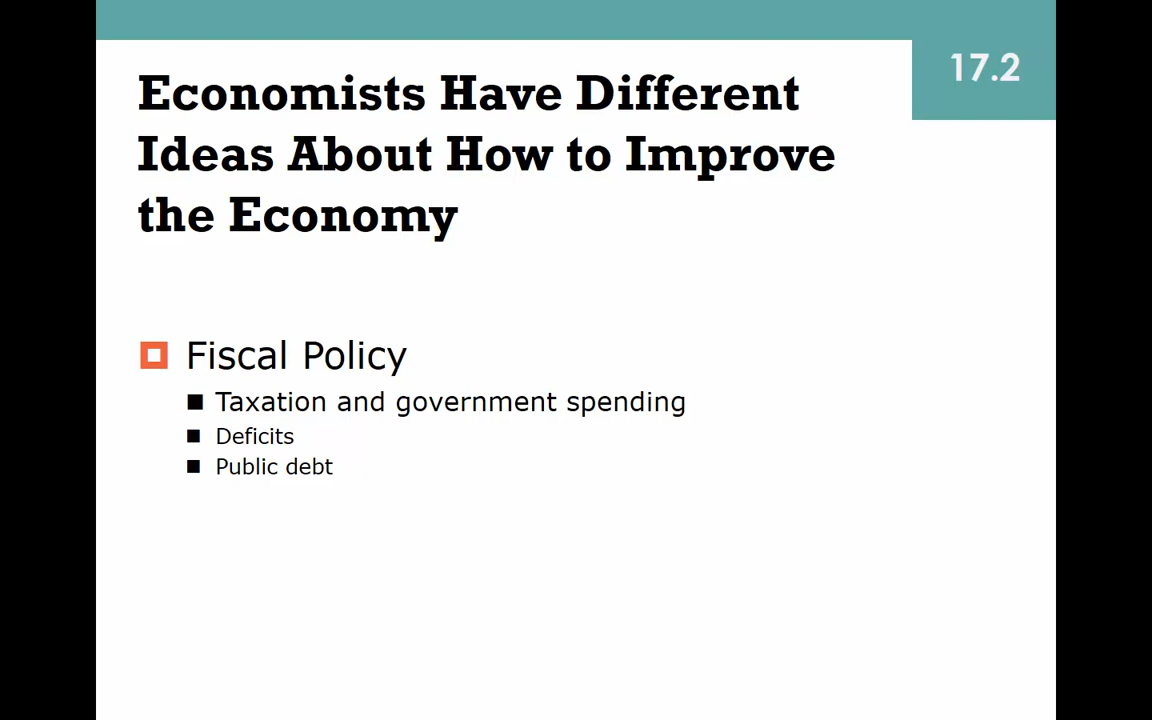 17.2
Economists Have Different
Ideas About How to Improve
the Economy
Fiscal Policy
Taxation and government spending
Deficits
Public debt